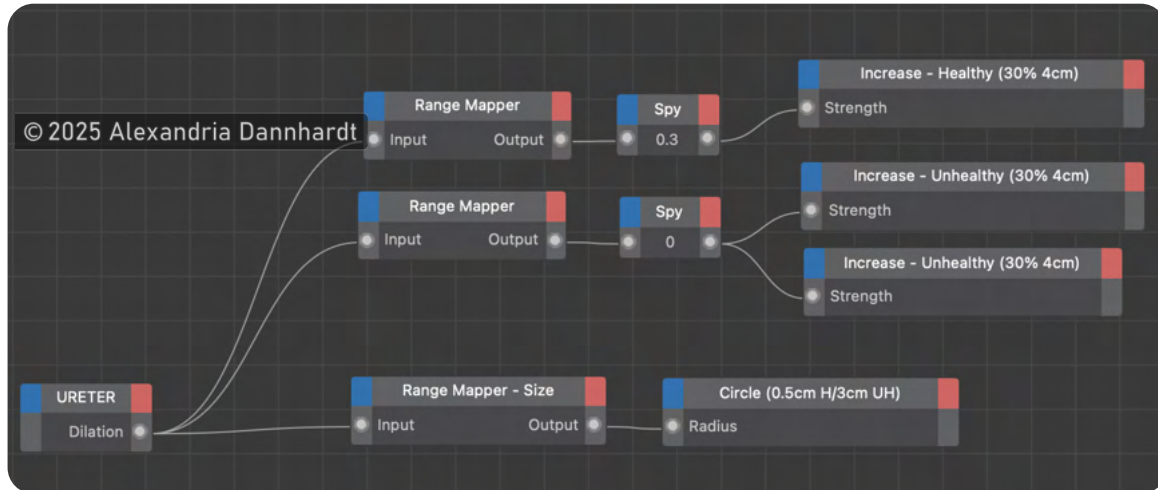 Increase - Healthy (30% 4cm)
Strength
Range Mapper
Input Output
Spy
0.3
© 2025 Alexandria Dannhardt
Increase - Unhealthy (30% 4cm)
Strength
Range Mapper
Input Output
Spy
0
Increase - Unhealthy (30% 4cm)
Strength
URETER
Dilation
Range Mapper - Size
Input Output
Circle (0.5cm H/3cm UH)
Radius